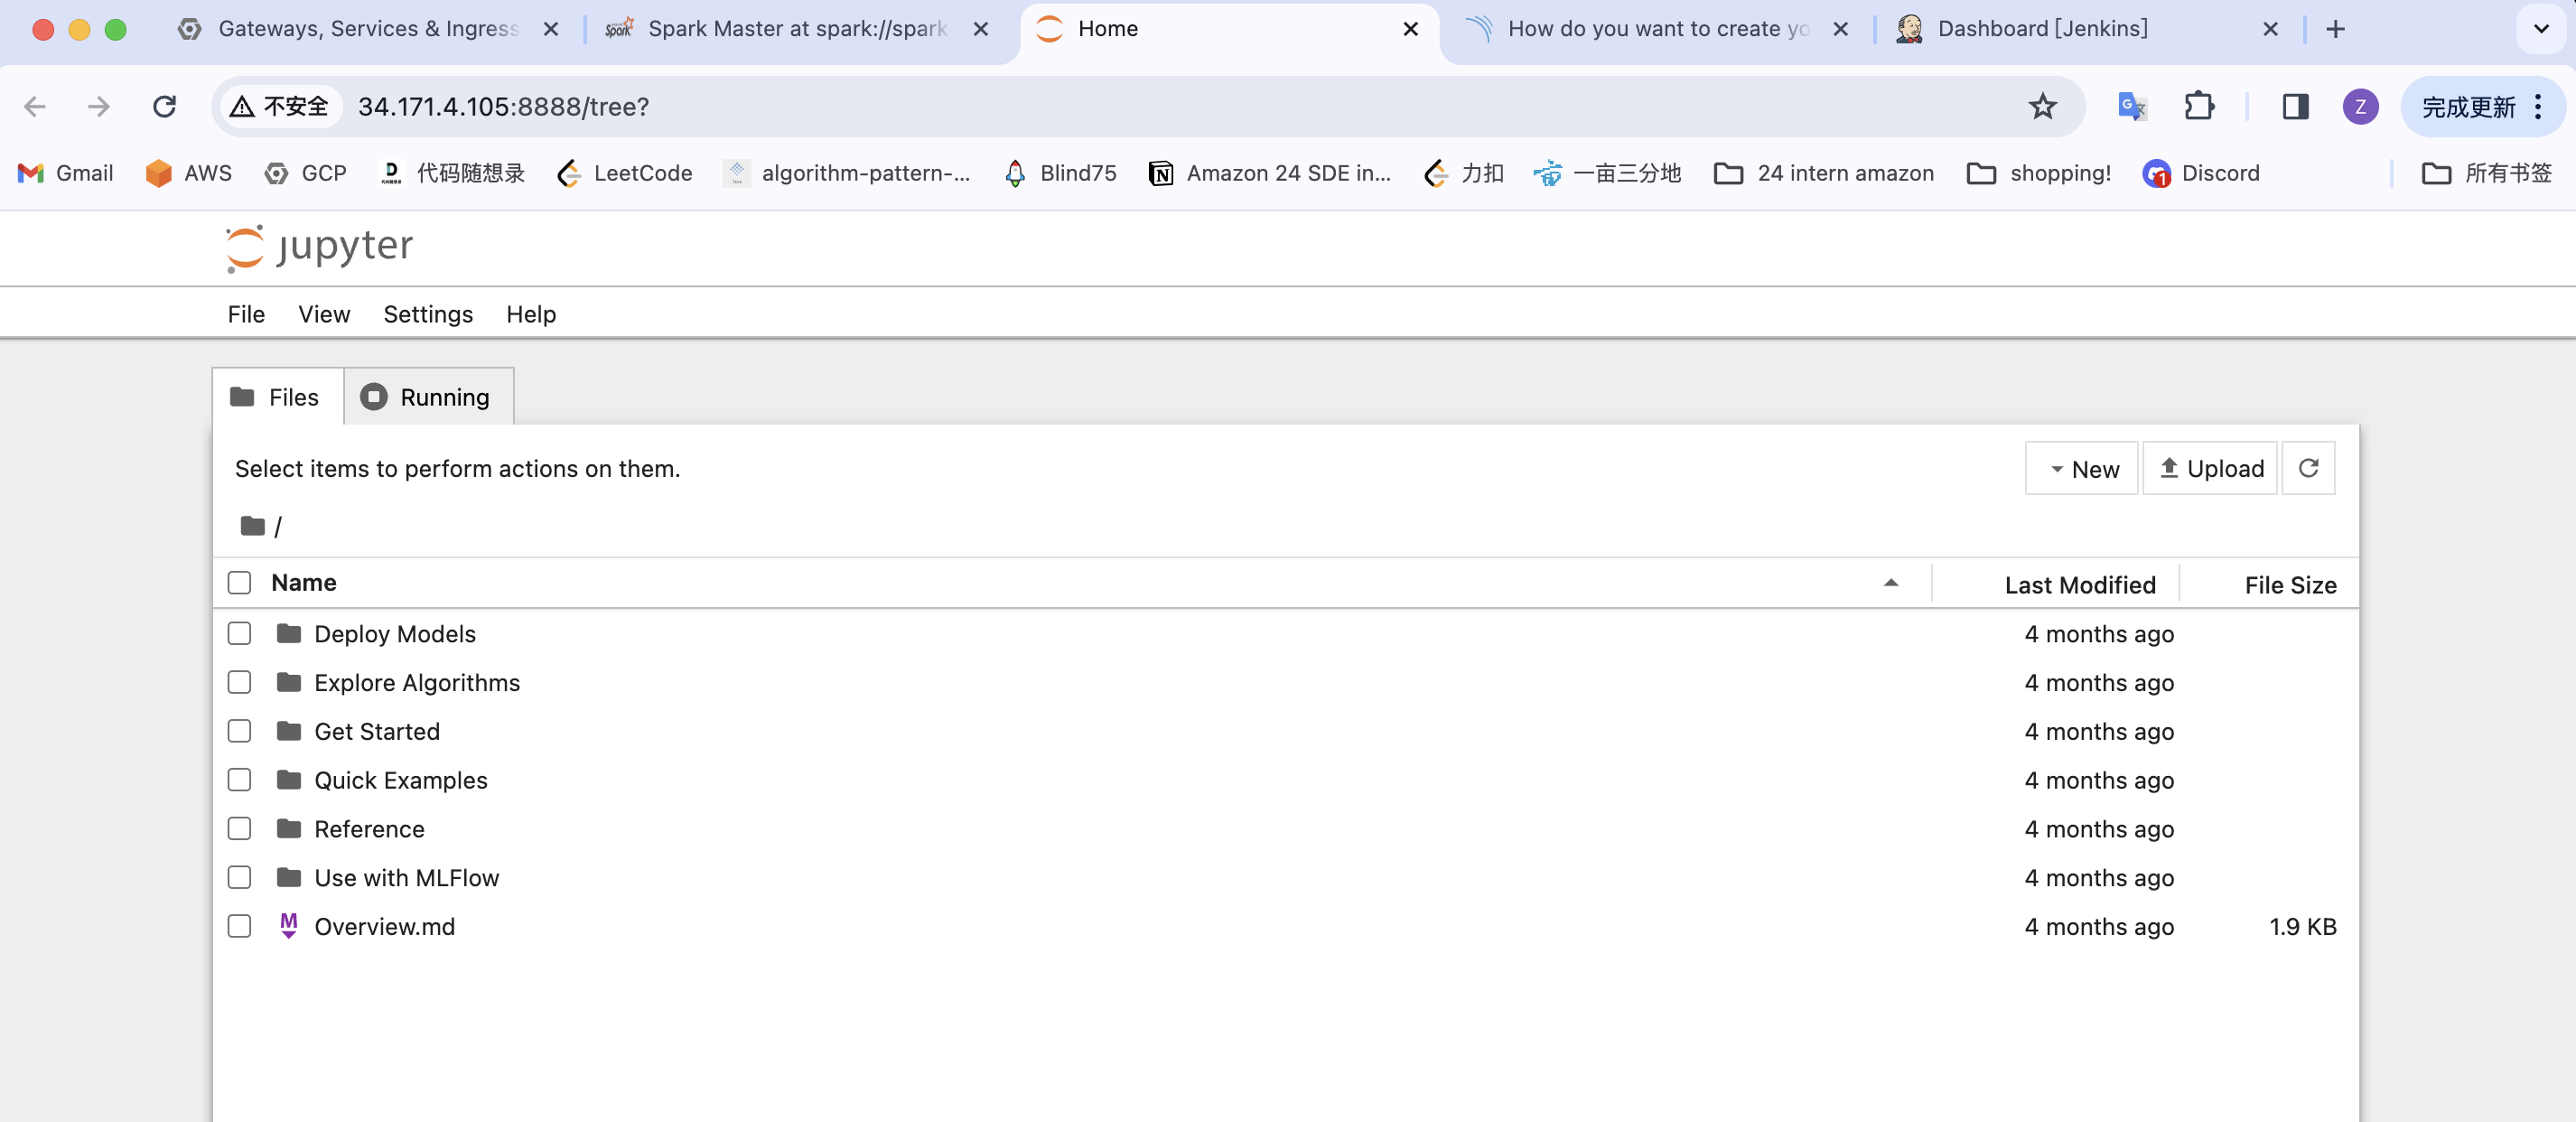 Gateways, Services & Ingress Spark Master at spark://spark Home How do you want to create yo Dashboard [Jenkins]
不安全 34.171.4.105:8888/tree? Z 完成更新
Gmail AWS GCP 代码随想录 LeetCode algorithm-pattern-... Blind75 Amazon 24 SDE in... 力扣 一亩三分地 24 intern amazon shopping! 1 Discord 所有书签
jupyter
File View Settings Help
Files Running
Select items to perform actions on them. New Upload
/
Name Last Modified File Size
Deploy Models 4 months ago
Explore Algorithms 4 months ago
Get Started 4 months ago
Quick Examples 4 months ago
Reference 4 months ago
Use with MLFlow 4 months ago
Overview.md 4 months ago 1.9 KB